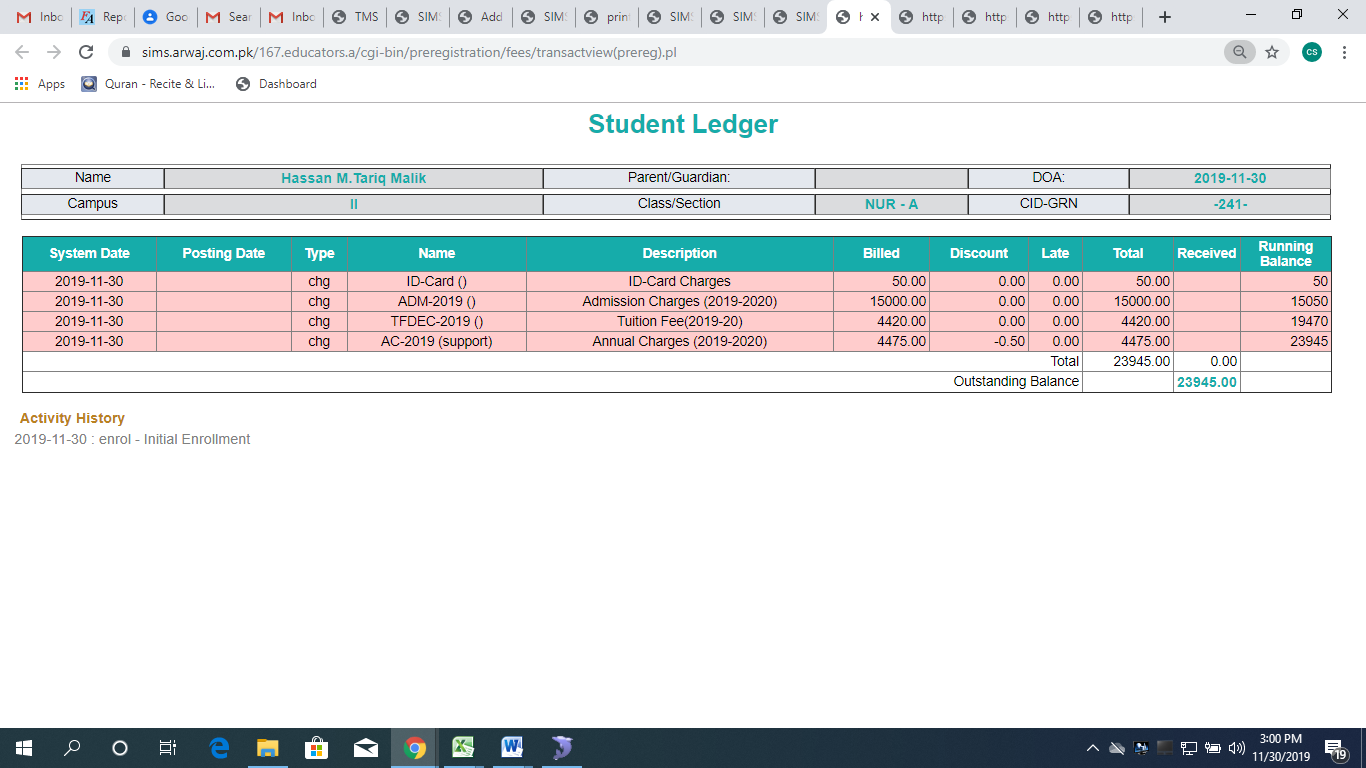 Inbo Rep Goo Sear Inbo TMS SIMS Add SIMS prin SIMS SIMS SIMS http http http http
sims.arwaj.com.pk/167.educators.a/cgi-bin/preregistration/fees/transactview(prereg).pl CS
Apps Quran - Recite & Li... Dashboard
Student Ledger
Name Hassan M.Tariq Malik Parent/Guardian: DOA: 2019-11-30
Campus II Class/Section NUR - A CID-GRN -241-
System Date Posting Date Type Name Description Billed Discount Late Total Received Running Balance
2019-11-30 chg ID-Card () ID-Card Charges 50.00 0.00 0.00 50.00 50
2019-11-30 chg ADM-2019 () Admission Charges (2019-2020) 15000.00 0.00 0.00 15000.00 15050
2019-11-30 chg TFDEC-2019 () Tuition Fee(2019-20) 4420.00 0.00 0.00 4420.00 19470
2019-11-30 chg AC-2019 (support) Annual Charges (2019-2020) 4475.00 -0.50 0.00 4475.00 23945
Total 23945.00 0.00
Outstanding Balance 23945.00
Activity History
2019-11-30 : enrol - Initial Enrollment
3:00 PM
11/30/2019 19